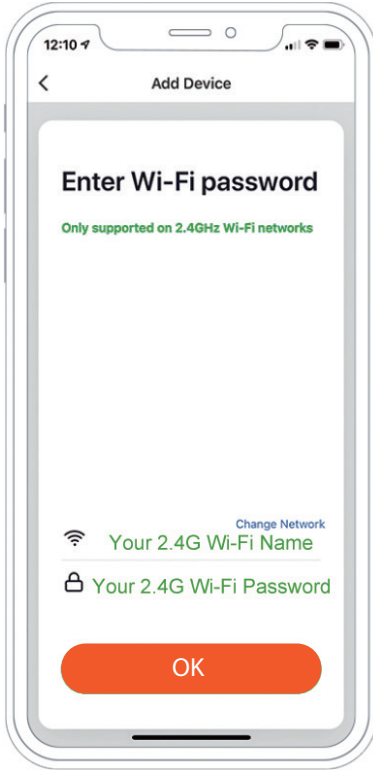 12:10
Add Device
Enter Wi-Fi password
Only supported on 2.4GHz Wi-Fi networks
Change Network
Your 2.4G Wi-Fi Name
Your 2.4G Wi-Fi Password
OK